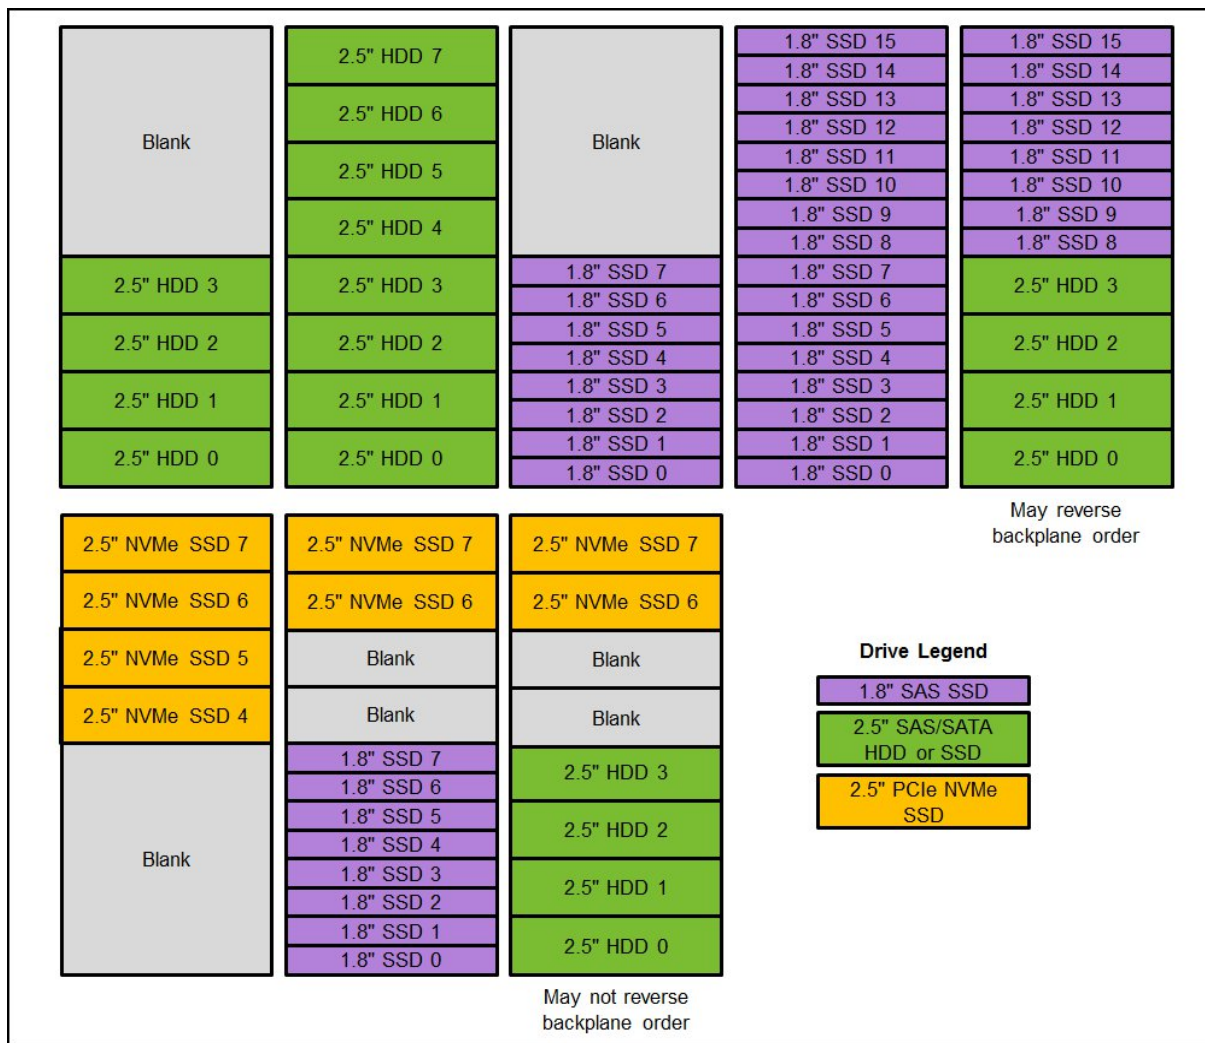 Blank
2.5" HDD 3
2.5" HDD 2
2.5" HDD 1
2.5" HDD 0
2.5" HDD 7
2.5" HDD 6
2.5" HDD 5
2.5" HDD 4
2.5" HDD 3
2.5" HDD 2
2.5" HDD 1
2.5" HDD 0
Blank
1.8" SSD 7
1.8" SSD 6
1.8" SSD 5
1.8" SSD 4
1.8" SSD 3
1.8" SSD 2
1.8" SSD 1
1.8" SSD 0
1.8" SSD 15
1.8" SSD 14
1.8" SSD 13
1.8" SSD 12
1.8" SSD 11
1.8" SSD 10
1.8" SSD 9
1.8" SSD 8
1.8" SSD 7
1.8" SSD 6
1.8" SSD 5
1.8" SSD 4
1.8" SSD 3
1.8" SSD 2
1.8" SSD 1
1.8" SSD 0
1.8" SSD 15
1.8" SSD 14
1.8" SSD 13
1.8" SSD 12
1.8" SSD 11
1.8" SSD 10
1.8" SSD 9
1.8" SSD 8
2.5" HDD 3
2.5" HDD 2
2.5" HDD 1
2.5" HDD 0
May reverse
backplane order
2.5" NVMe SSD 7
2.5" NVMe SSD 6
2.5" NVMe SSD 5
2.5" NVMe SSD 4
Blank
2.5" NVMe SSD 7
2.5" NVMe SSD 6
Blank
Blank
1.8" SSD 7
1.8" SSD 6
1.8" SSD 5
1.8" SSD 4
1.8" SSD 3
1.8" SSD 2
1.8" SSD 1
1.8" SSD 0
2.5" NVMe SSD 7
2.5" NVMe SSD 6
Blank
Blank
2.5" HDD 3
2.5" HDD 2
2.5" HDD 1
2.5" HDD 0
May not reverse
backplane order
Drive Legend
1.8" SAS SSD
2.5" SAS/SATA
HDD or SSD
2.5" PCIe NVMe
SSD